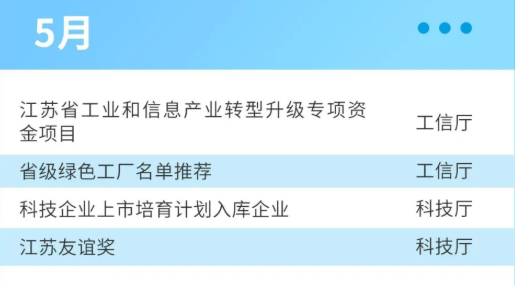 5月
江苏省工业和信息产业转型升级专项资
金项目
工信厅
省级绿色工厂名单推荐 工信厅
科技企业上市培育计划入库企业 科技厅
江苏友谊奖 科技厅